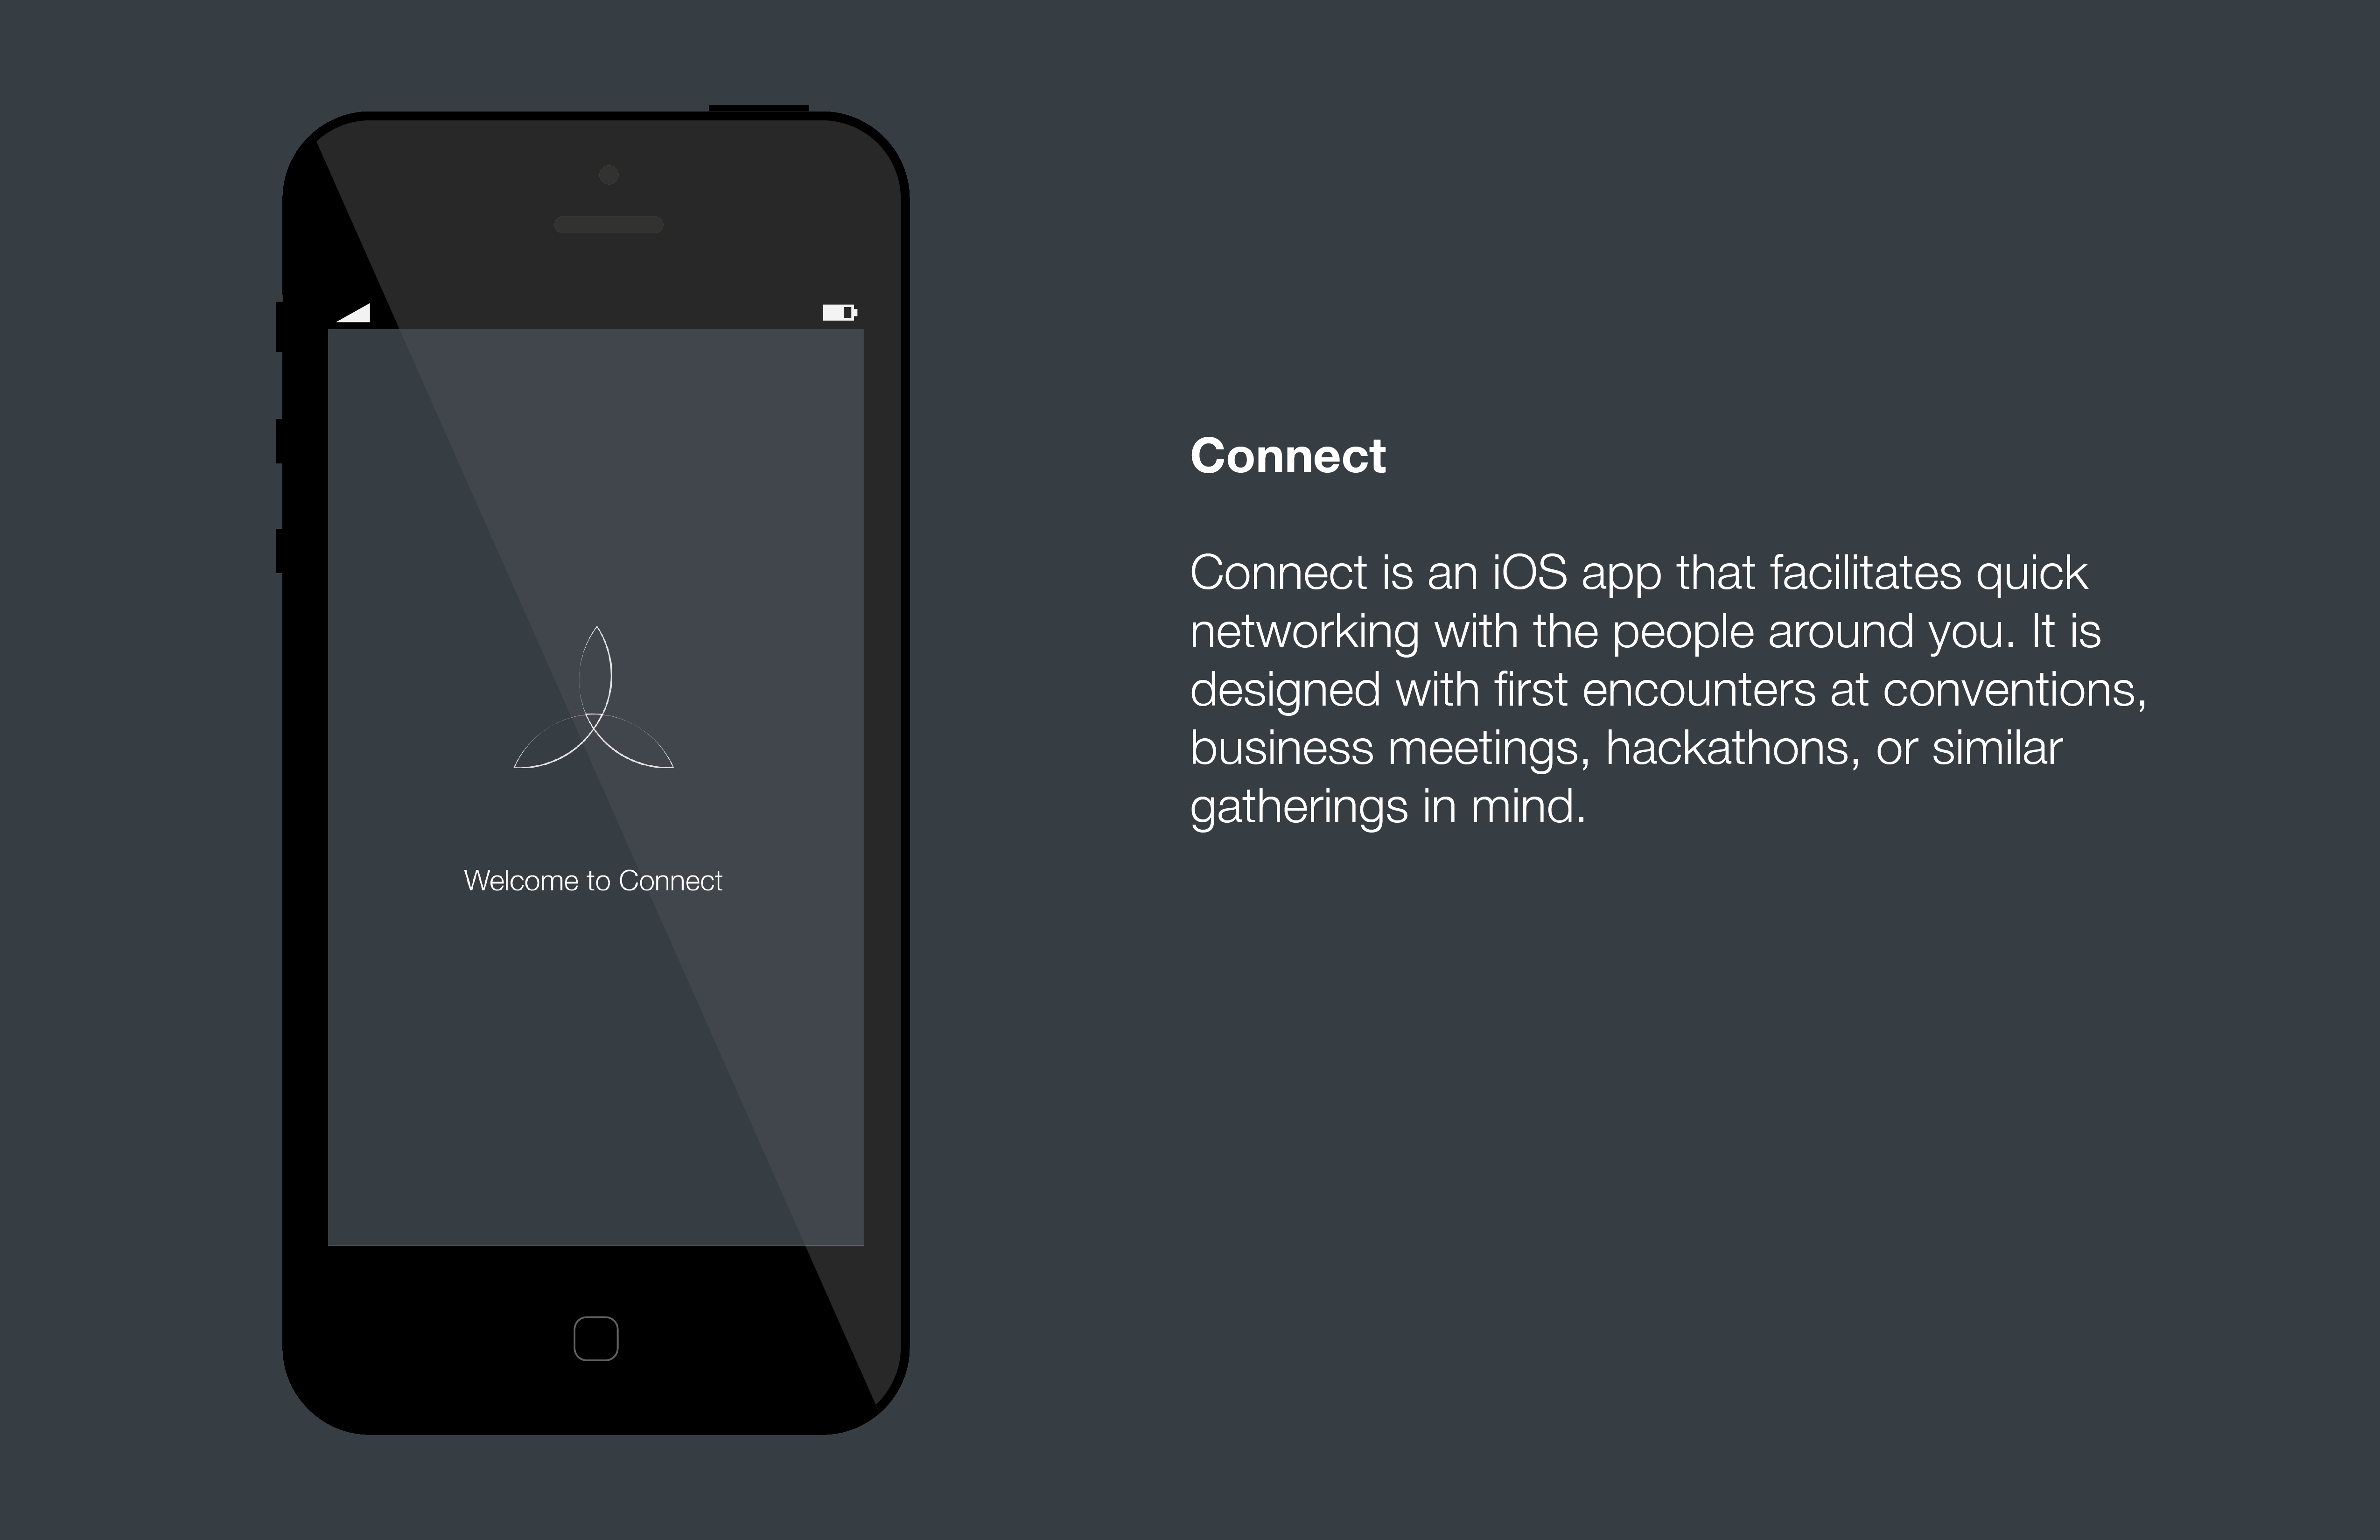 Connect
Connect is an iOS app that facilitates quick
networking with the people around you. It is
designed with first encounters at conventions,
business meetings, hackathons, or similar
gatherings in mind.
Welcome to Connect